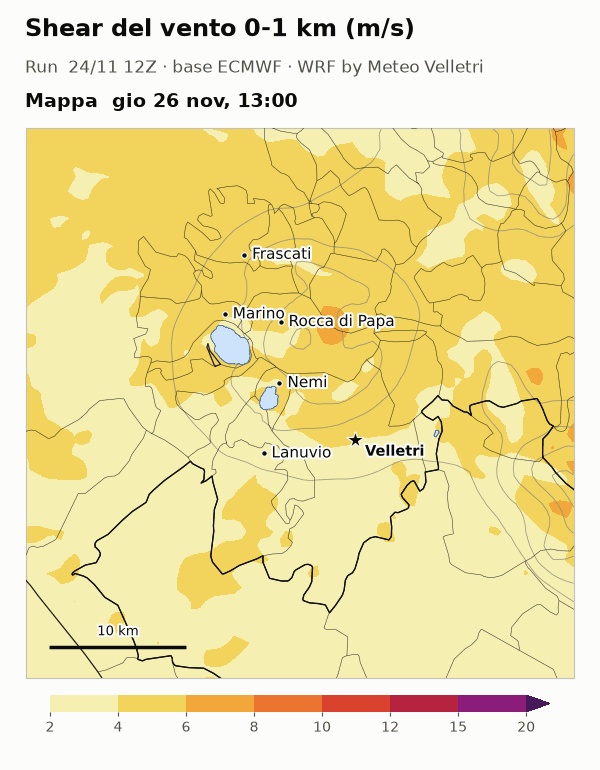 Shear del vento 0-1 km (m/s)
Run  24/11 12Z · base ECMWF · WRF by Meteo Velletri
Mappa  gio 26 nov, 13:00
Frascati
Marino
Rocca di Papa
Nemi
Velletri
Lanuvio
10 km
2 4 6 8 10 12 15 20